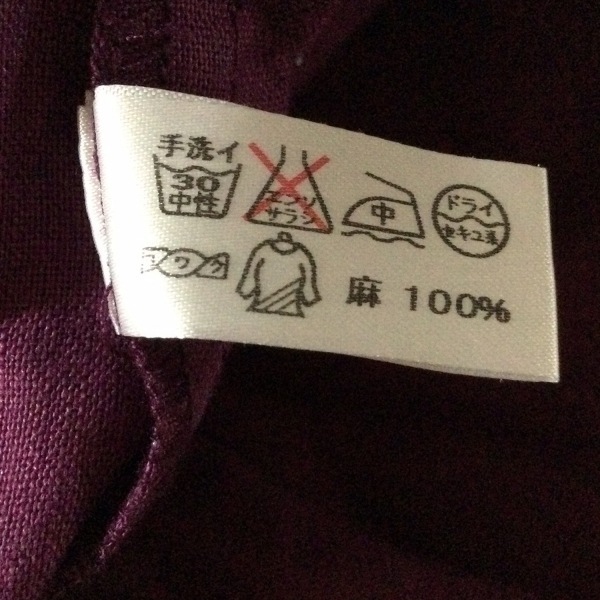 手洗イ
30
中性
エンソ
サラシ
中
ドライ
セキユ系
ヨワク
麻 100%